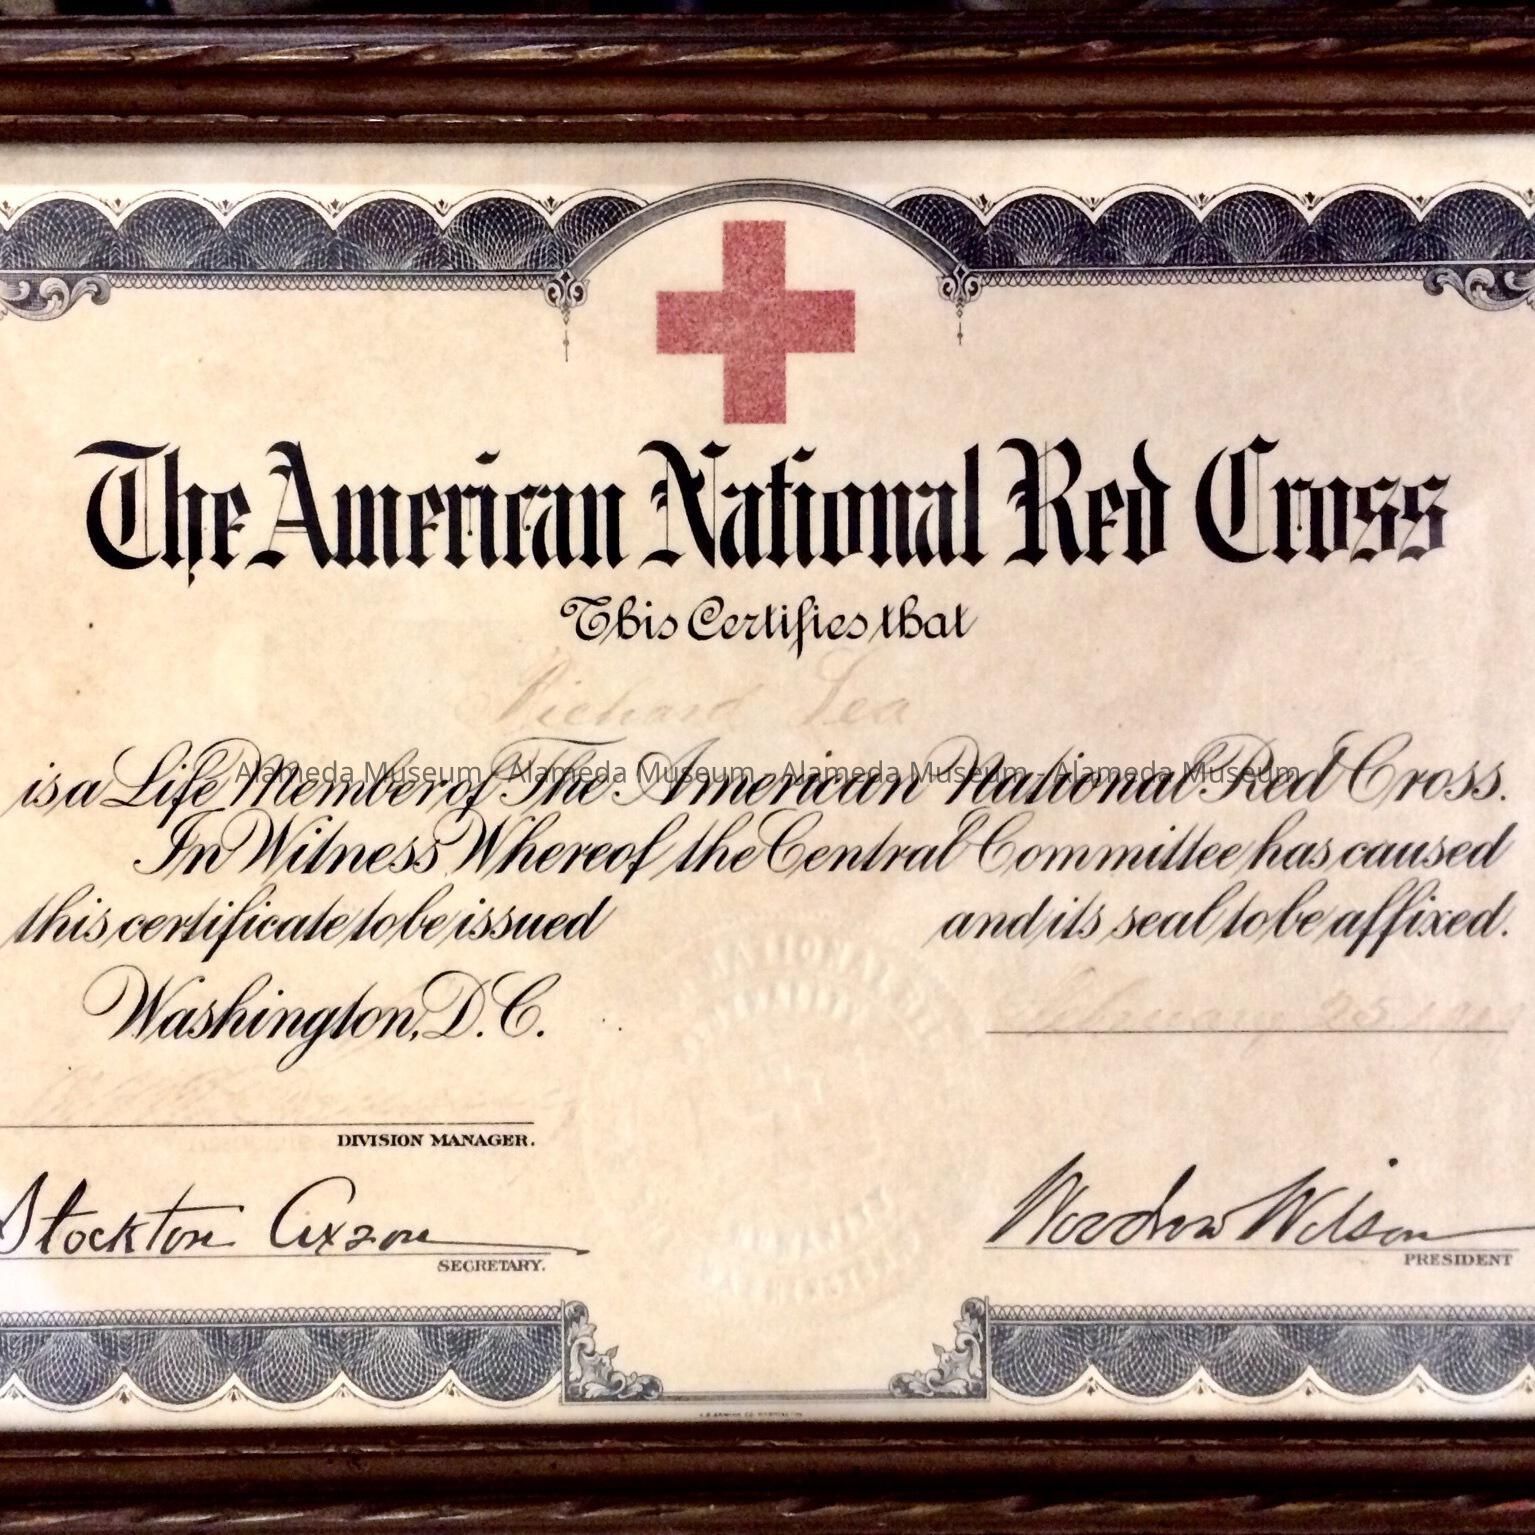 The American National Red Cross
This Certifies that
Richard Lea
is a Life Member of The American National Red Cross.
Alameda Museum - Alameda Museum - Alameda Museum - Alameda Museum
In Witness Whereof the Central Committee has caused
this certificate to be issued and its seal to be affixed.
Washington, D.C.
February 25
DIVISION MANAGER.
Stockton Axson
SECRETARY.
Woodrow Wilson
PRESIDENT